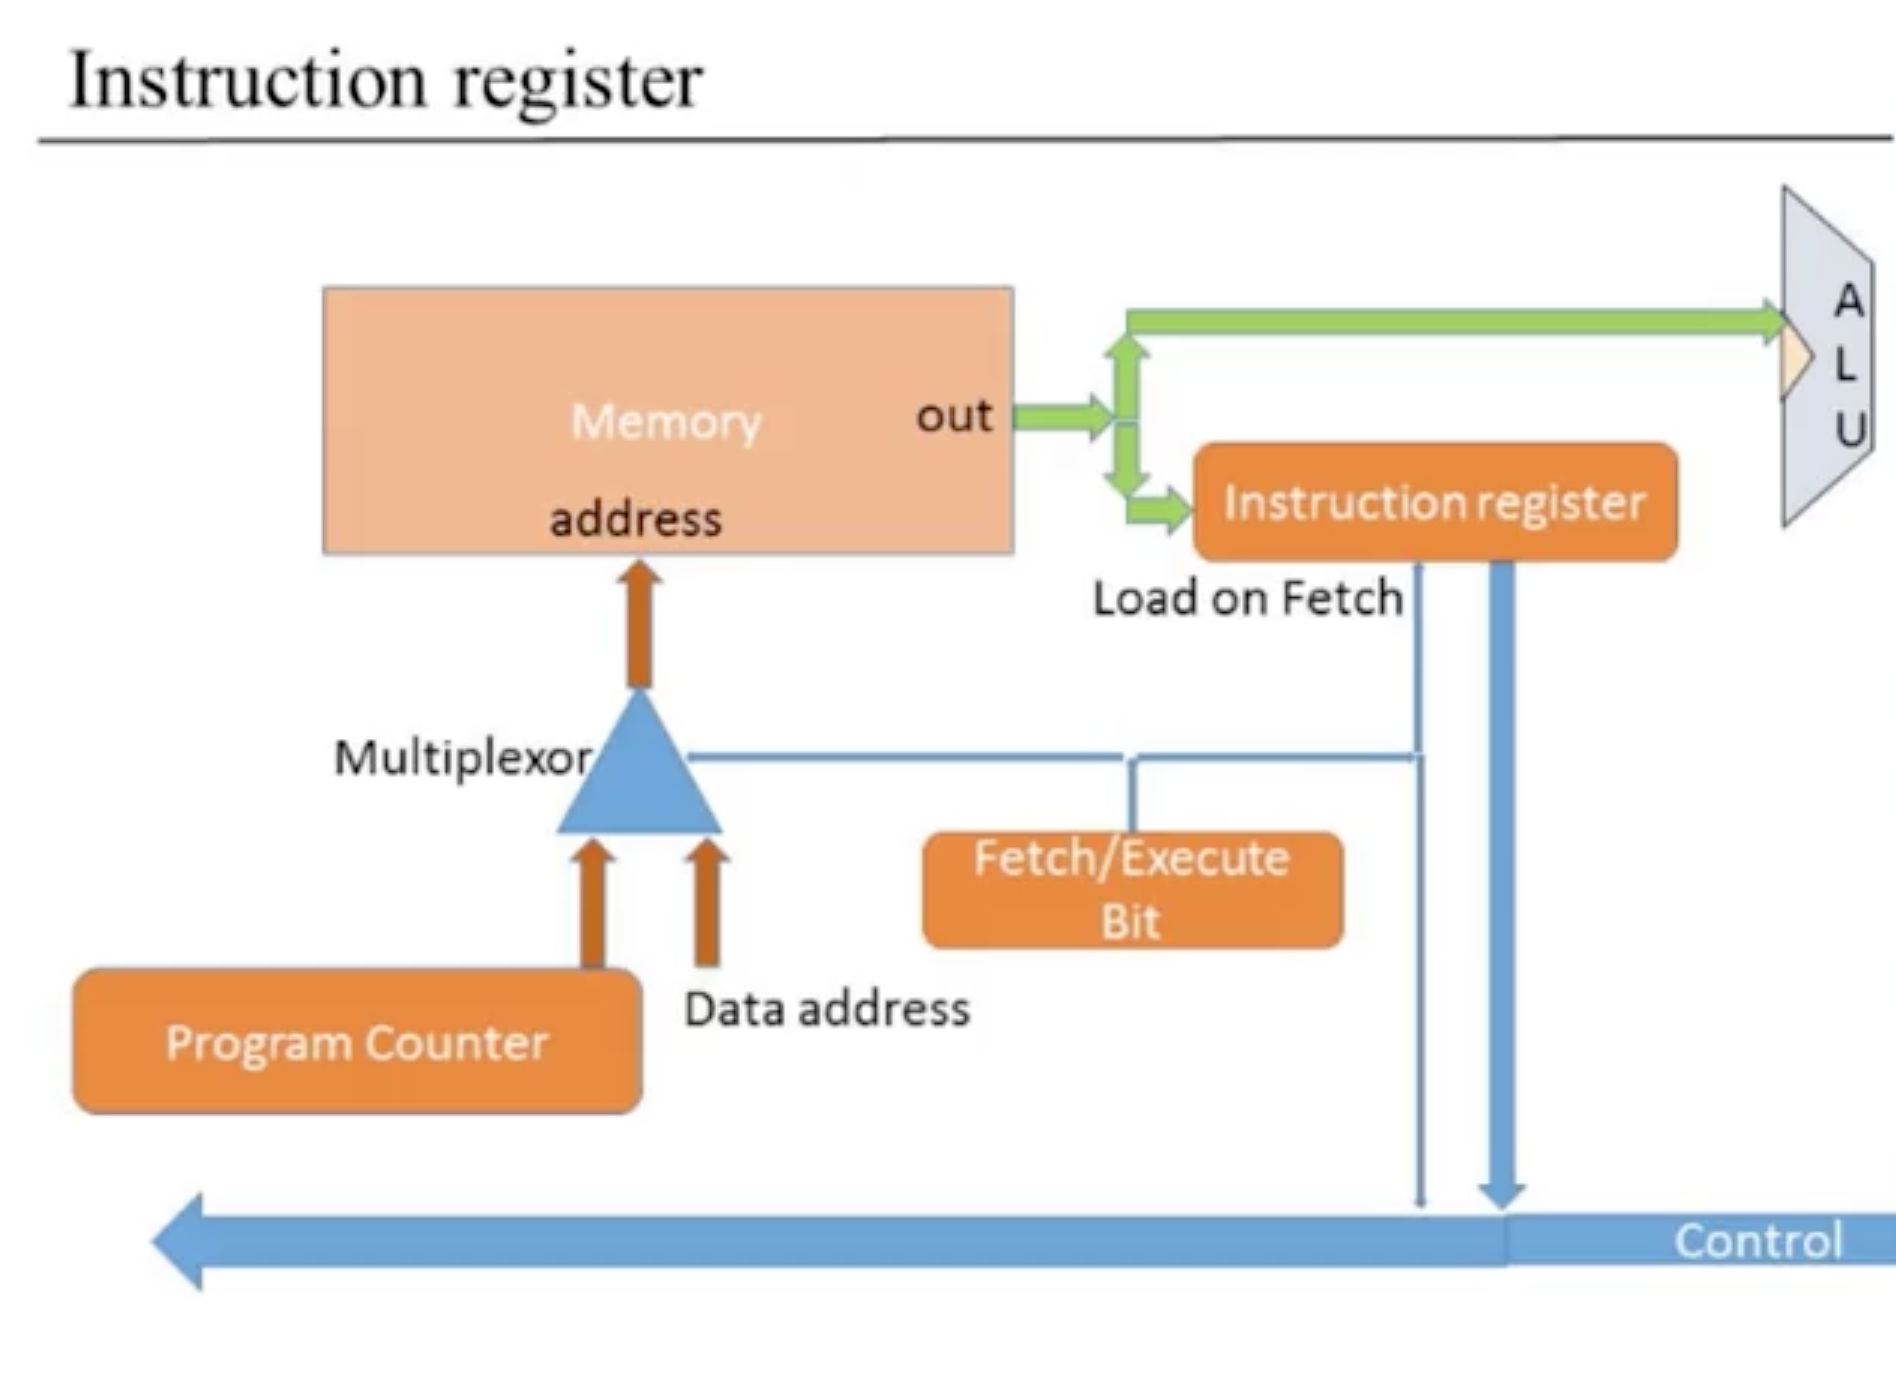 Instruction register
A
L
U
Memory
out
address
Instruction register
Load on Fetch
Multiplexor
Fetch/Execute
Bit
Data address
Program Counter
Control